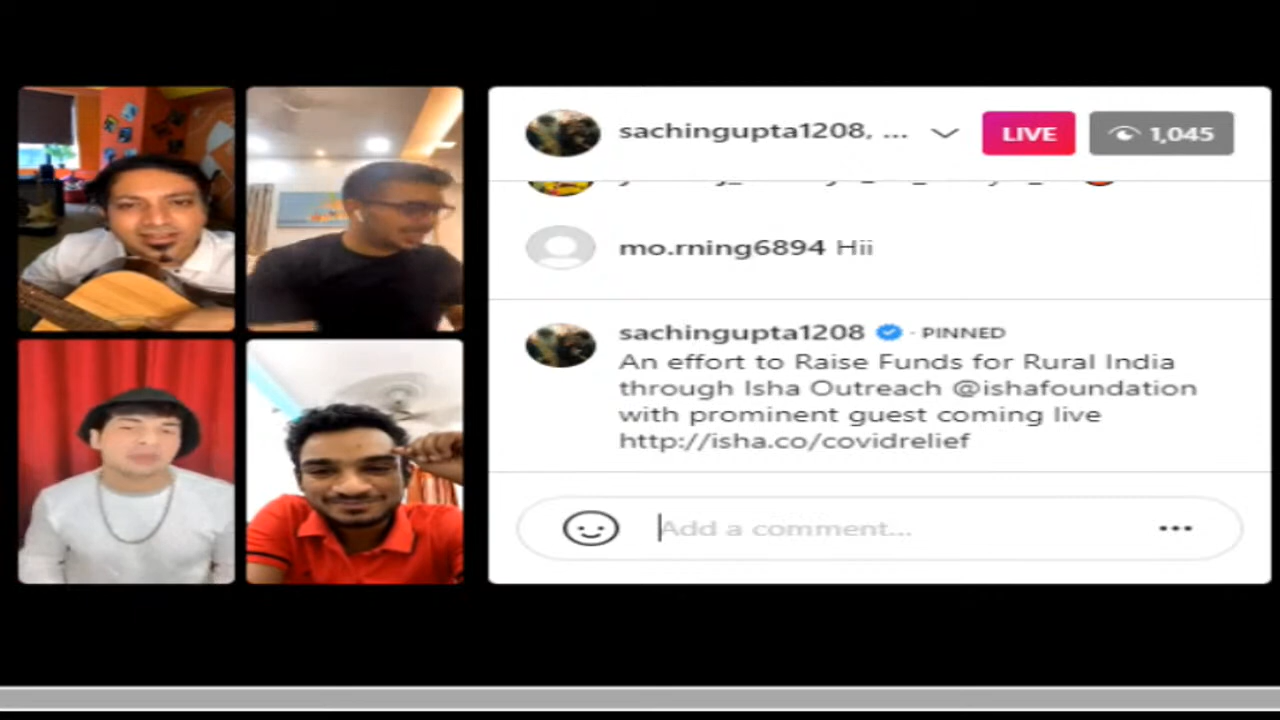 sachingupta1208, ...
LIVE
1,045
mo.rning6894 Hii
sachingupta1208 · PINNED
An effort to Raise Funds for Rural India
through Isha Outreach @ishafoundation
with prominent guest coming live
http://isha.co/covidrelief
Add a comment...